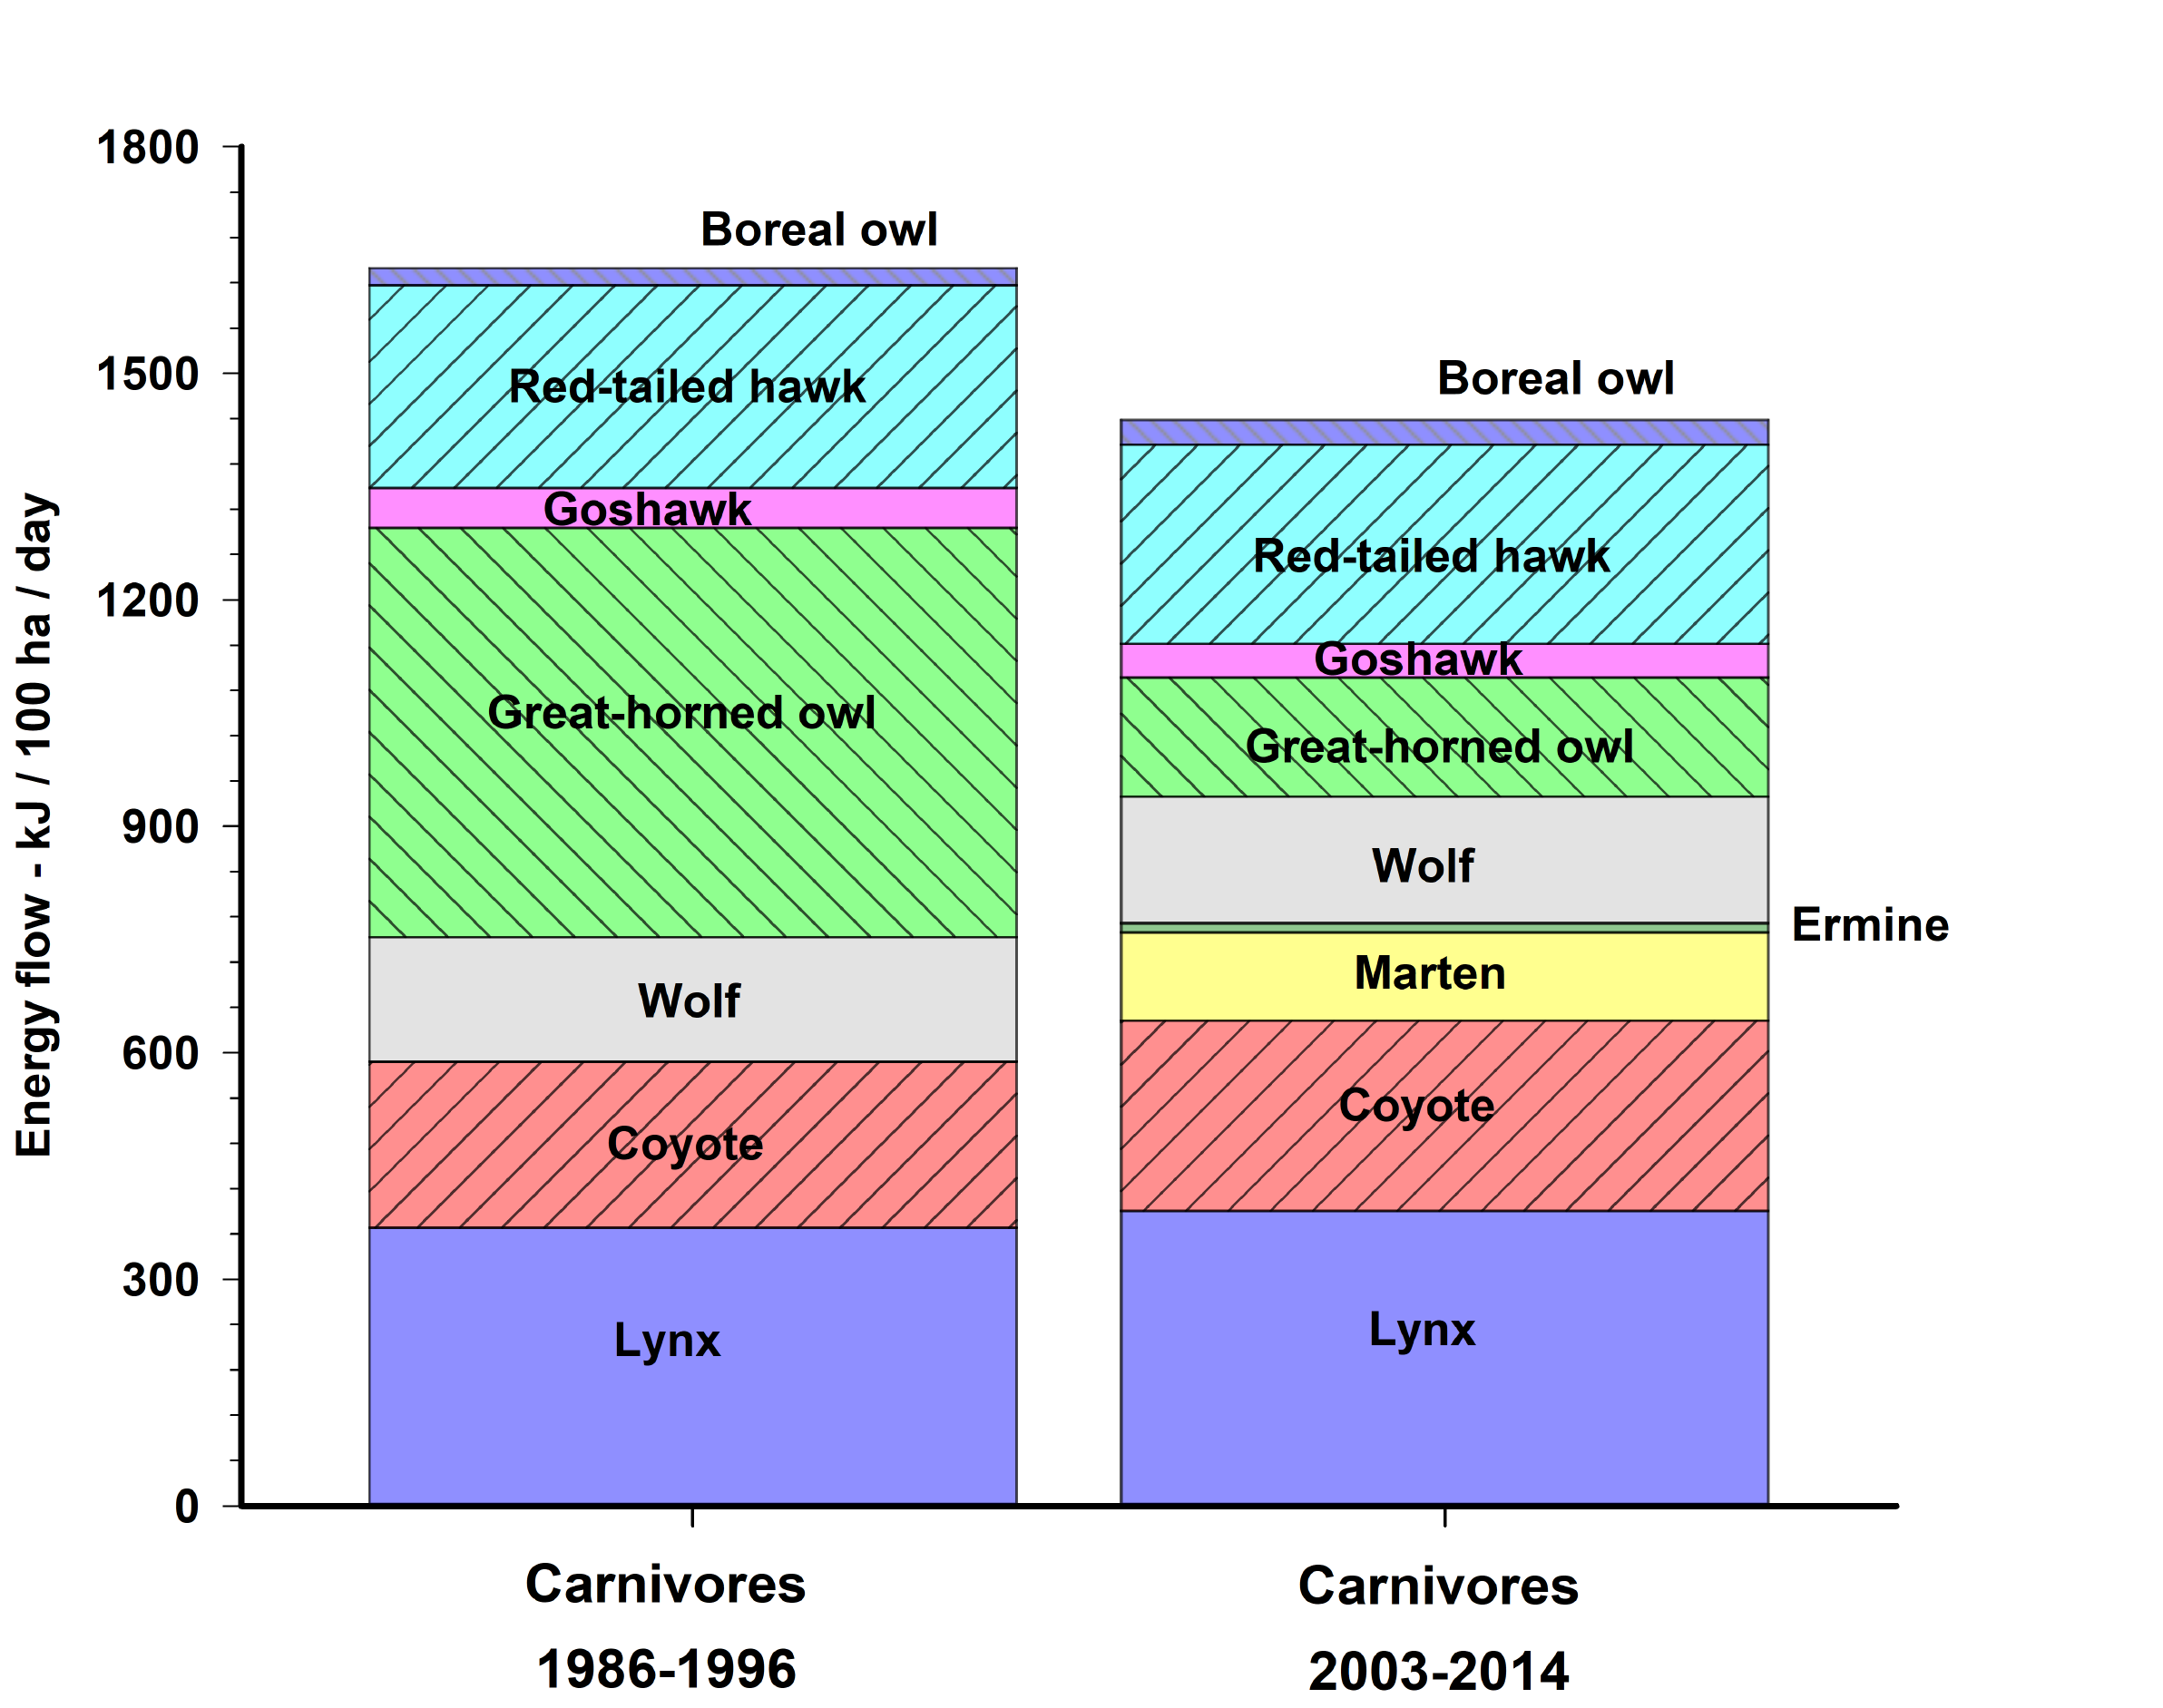 1800
1500
1200
900
600
300
0
Energy flow - kJ / 100 ha / day
Boreal owl
Red-tailed hawk
Goshawk
Great-horned owl
Wolf
Coyote
Lynx
Boreal owl
Red-tailed hawk
Goshawk
Great-horned owl
Wolf
Ermine
Marten
Coyote
Lynx
Carnivores
1986-1996
Carnivores
2003-2014